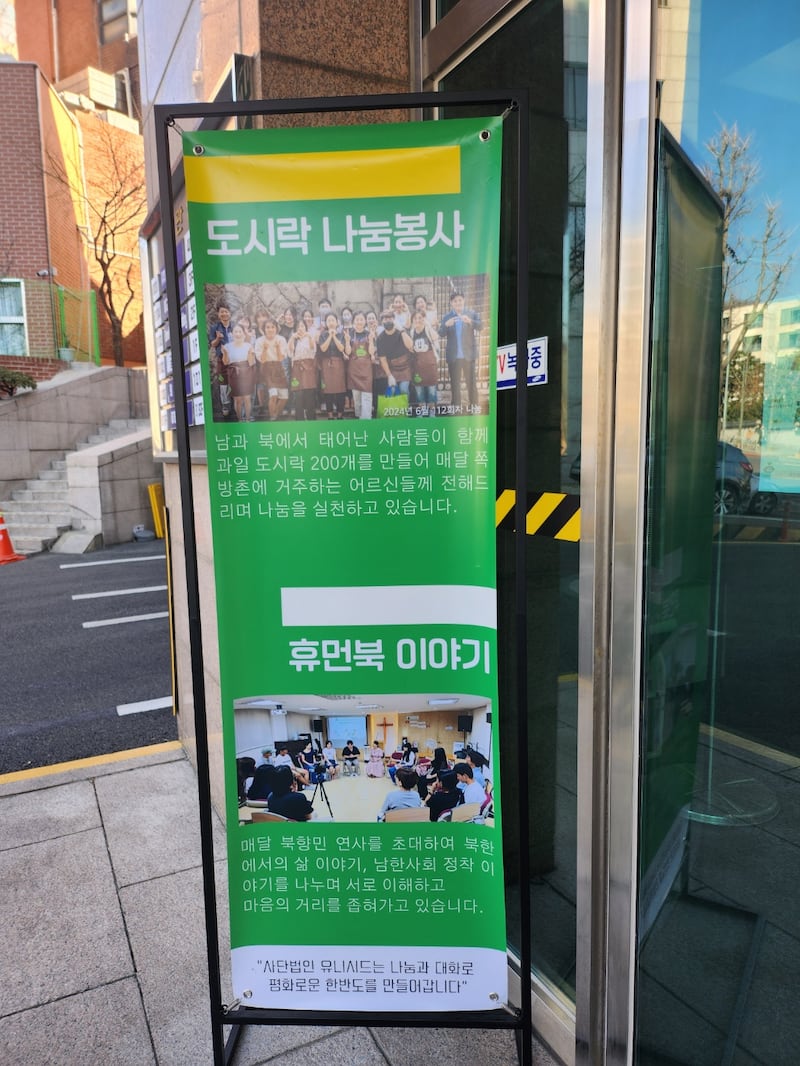 도시락 나눔봉사
2024년 6월 112회차 나눔
남과 북에서 태어난 사람들이 함께
과일 도시락 200개를 만들어 매달 쪽
방촌에 거주하는 어르신들께 전해드
리며 나눔을 실천하고 있습니다.
휴먼북 이야기
매달 북향민 연사를 초대하여 북한
에서의 삶 이야기, 남한사회 정착 이
야기를 나누며 서로 이해하고
마음의 거리를 좁혀가고 있습니다.
"사단법인 유니시드는 나눔과 대화로
평화로운 한반도를 만들어갑니다"